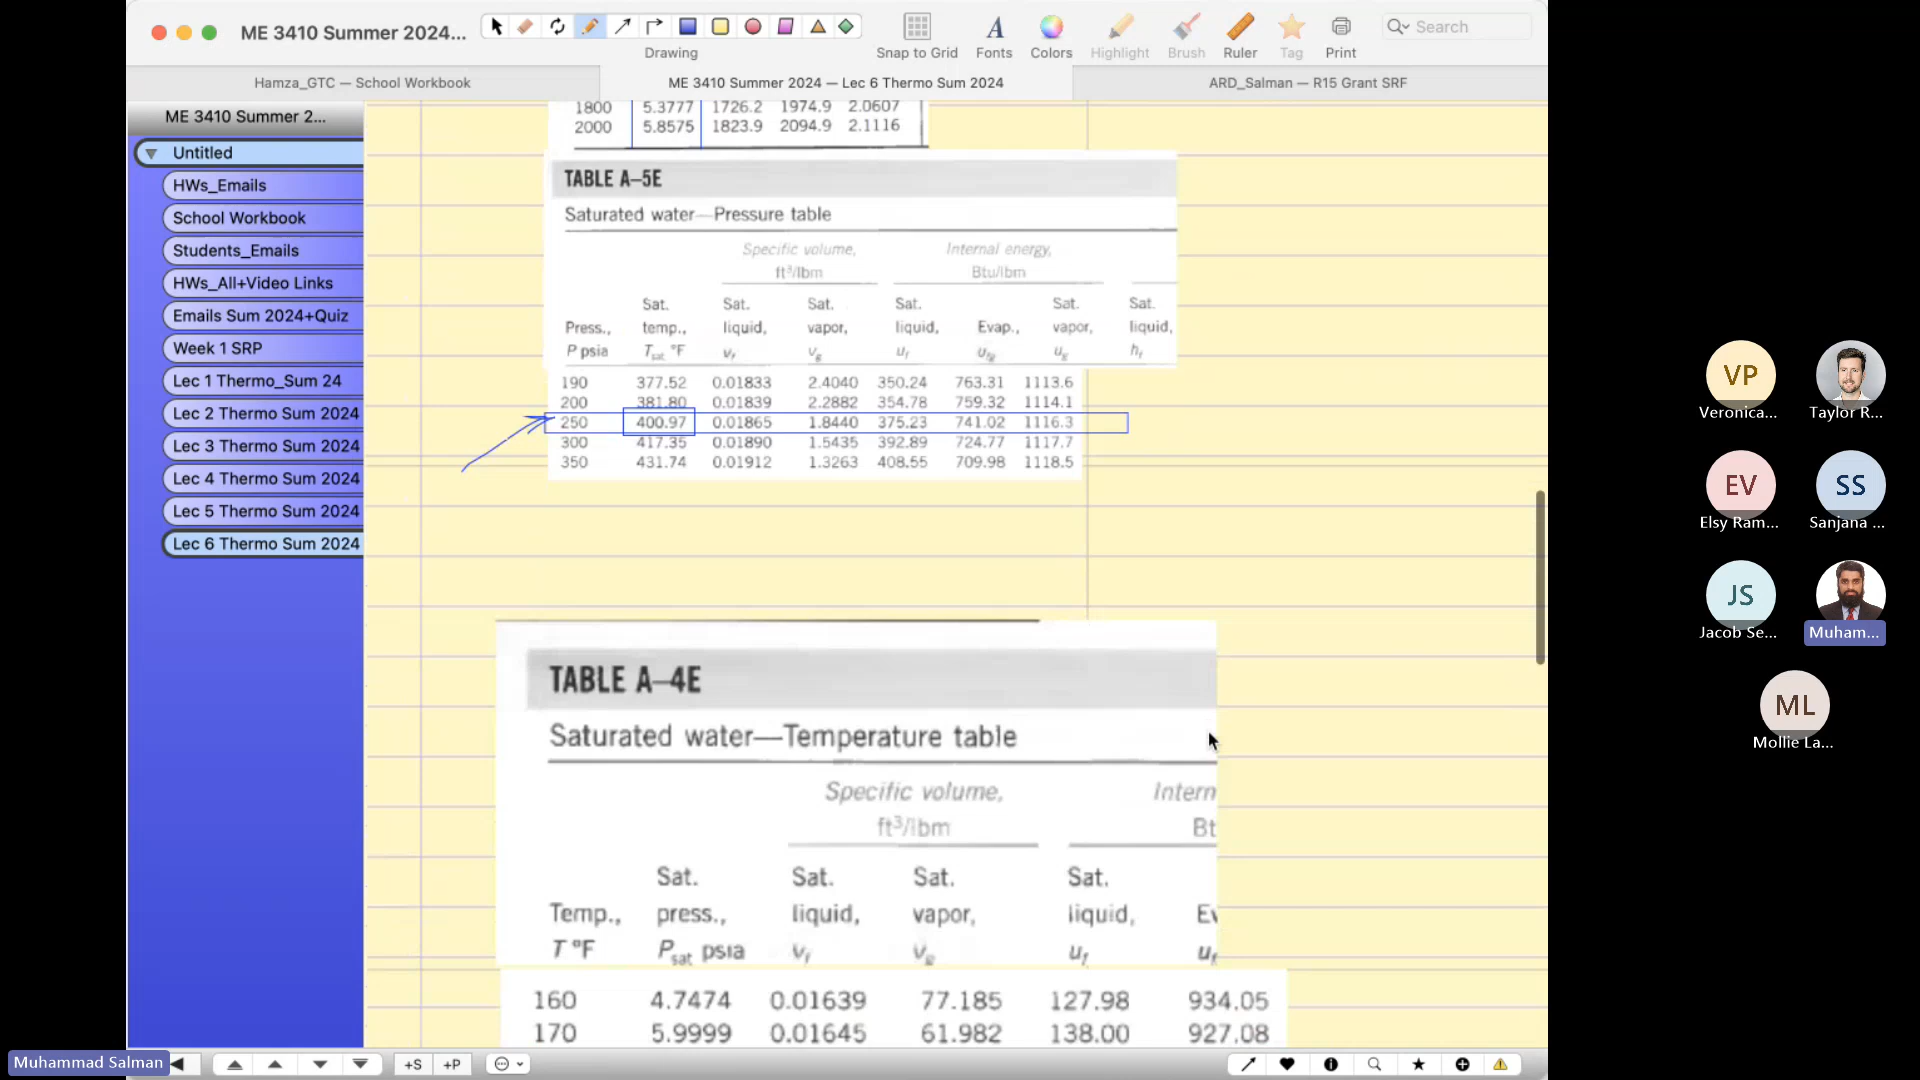 ME 3410 Summer 2024...
Drawing
Snap to Grid
Fonts
Colors
Highlight
Brush
Ruler
Tag
Print
Search
Hamza_GTC — School Workbook
ME 3410 Summer 2024 — Lec 6 Thermo Sum 2024
ARD_Salman — R15 Grant SRF
ME 3410 Summer 2...
Untitled
HWs_Emails
School Workbook
Students_Emails
HWs_All+Video Links
Emails Sum 2024+Quiz
Week 1 SRP
Lec 1 Thermo_Sum 24
Lec 2 Thermo Sum 2024
Lec 3 Thermo Sum 2024
Lec 4 Thermo Sum 2024
Lec 5 Thermo Sum 2024
Lec 6 Thermo Sum 2024
1800 5.3777 1726.2 1974.9 2.0607
2000 5.8575 1823.9 2094.9 2.1116
TABLE A–5E
Saturated water—Pressure table
Specific volume, Internal energy,
ft³/lbm Btu/lbm
Sat. Sat. Sat. Sat. Sat. Sat.
Press., temp., liquid, vapor, liquid, Evap., vapor, liquid,
P psia Tsat °F vf vg uf ufg ug hf
190 377.52 0.01833 2.4040 350.24 763.31 1113.6
200 381.80 0.01839 2.2882 354.78 759.32 1114.1
250 400.97 0.01865 1.8440 375.23 741.02 1116.3
300 417.35 0.01890 1.5435 392.89 724.77 1117.7
350 431.74 0.01912 1.3263 408.55 709.98 1118.5
TABLE A–4E
Saturated water—Temperature table
Specific volume, Intern
ft³/lbm Bt
Sat. Sat. Sat. Sat.
Temp., press., liquid, vapor, liquid, Ev
T °F Psat psia vf vg uf uf
160 4.7474 0.01639 77.185 127.98 934.05
170 5.9999 0.01645 61.982 138.00 927.08
+S +P
Muhammad Salman
VP
Veronica...
Taylor R...
EV
Elsy Ram...
SS
Sanjana ...
JS
Jacob Se...
Muham...
ML
Mollie La...